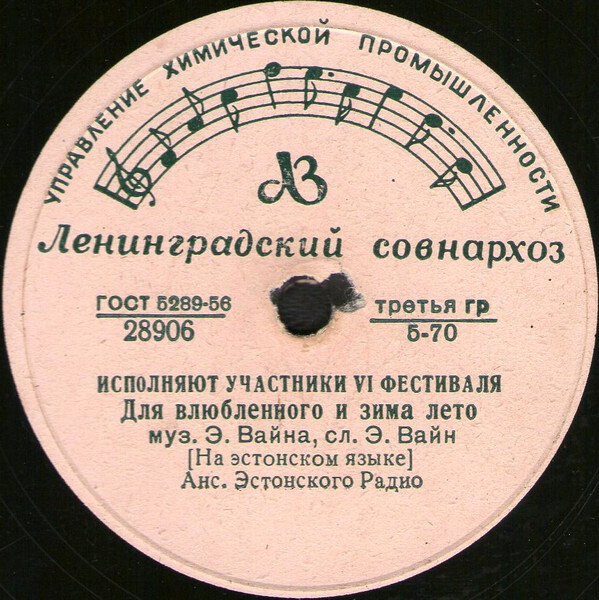 УПРАВЛЕНИЕ ХИМИЧЕСКОЙ ПРОМЫШЛЕННОСТИ
АЗ
Ленинградский совнархоз
ГОСТ 5289-56
28906
третья гр
5-70
ИСПОЛНЯЮТ УЧАСТНИКИ VI ФЕСТИВАЛЯ
Для влюбленного и зима лето
муз. Э. Вайна, сл. Э. Вайн
[На эстонском языке]
Анс. Эстонского Радио